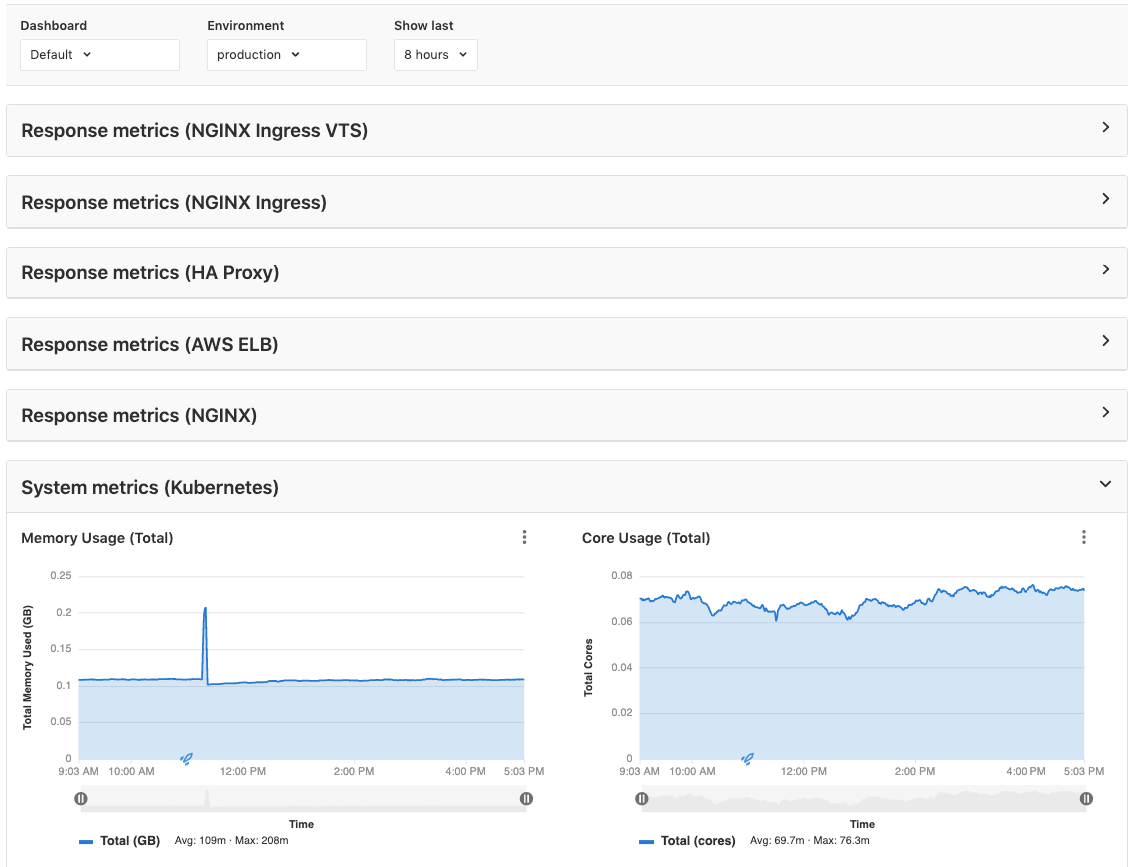 Dashboard Environment Show last
Default production 8 hours
Response metrics (NGINX Ingress VTS)
Response metrics (NGINX Ingress)
Response metrics (HA Proxy)
Response metrics (AWS ELB)
Response metrics (NGINX)
System metrics (Kubernetes)
Memory Usage (Total)
Total Memory Used (GB)
0.25
0.2
0.15
0.1
0.05
0
9:03 AM 10:00 AM 12:00 PM 2:00 PM 4:00 PM 5:03 PM
Time
Total (GB) Avg: 109m · Max: 208m
Core Usage (Total)
Total Cores
0.08
0.06
0.04
0.02
0
9:03 AM 10:00 AM 12:00 PM 2:00 PM 4:00 PM 5:03 PM
Time
Total (cores) Avg: 69.7m · Max: 76.3m